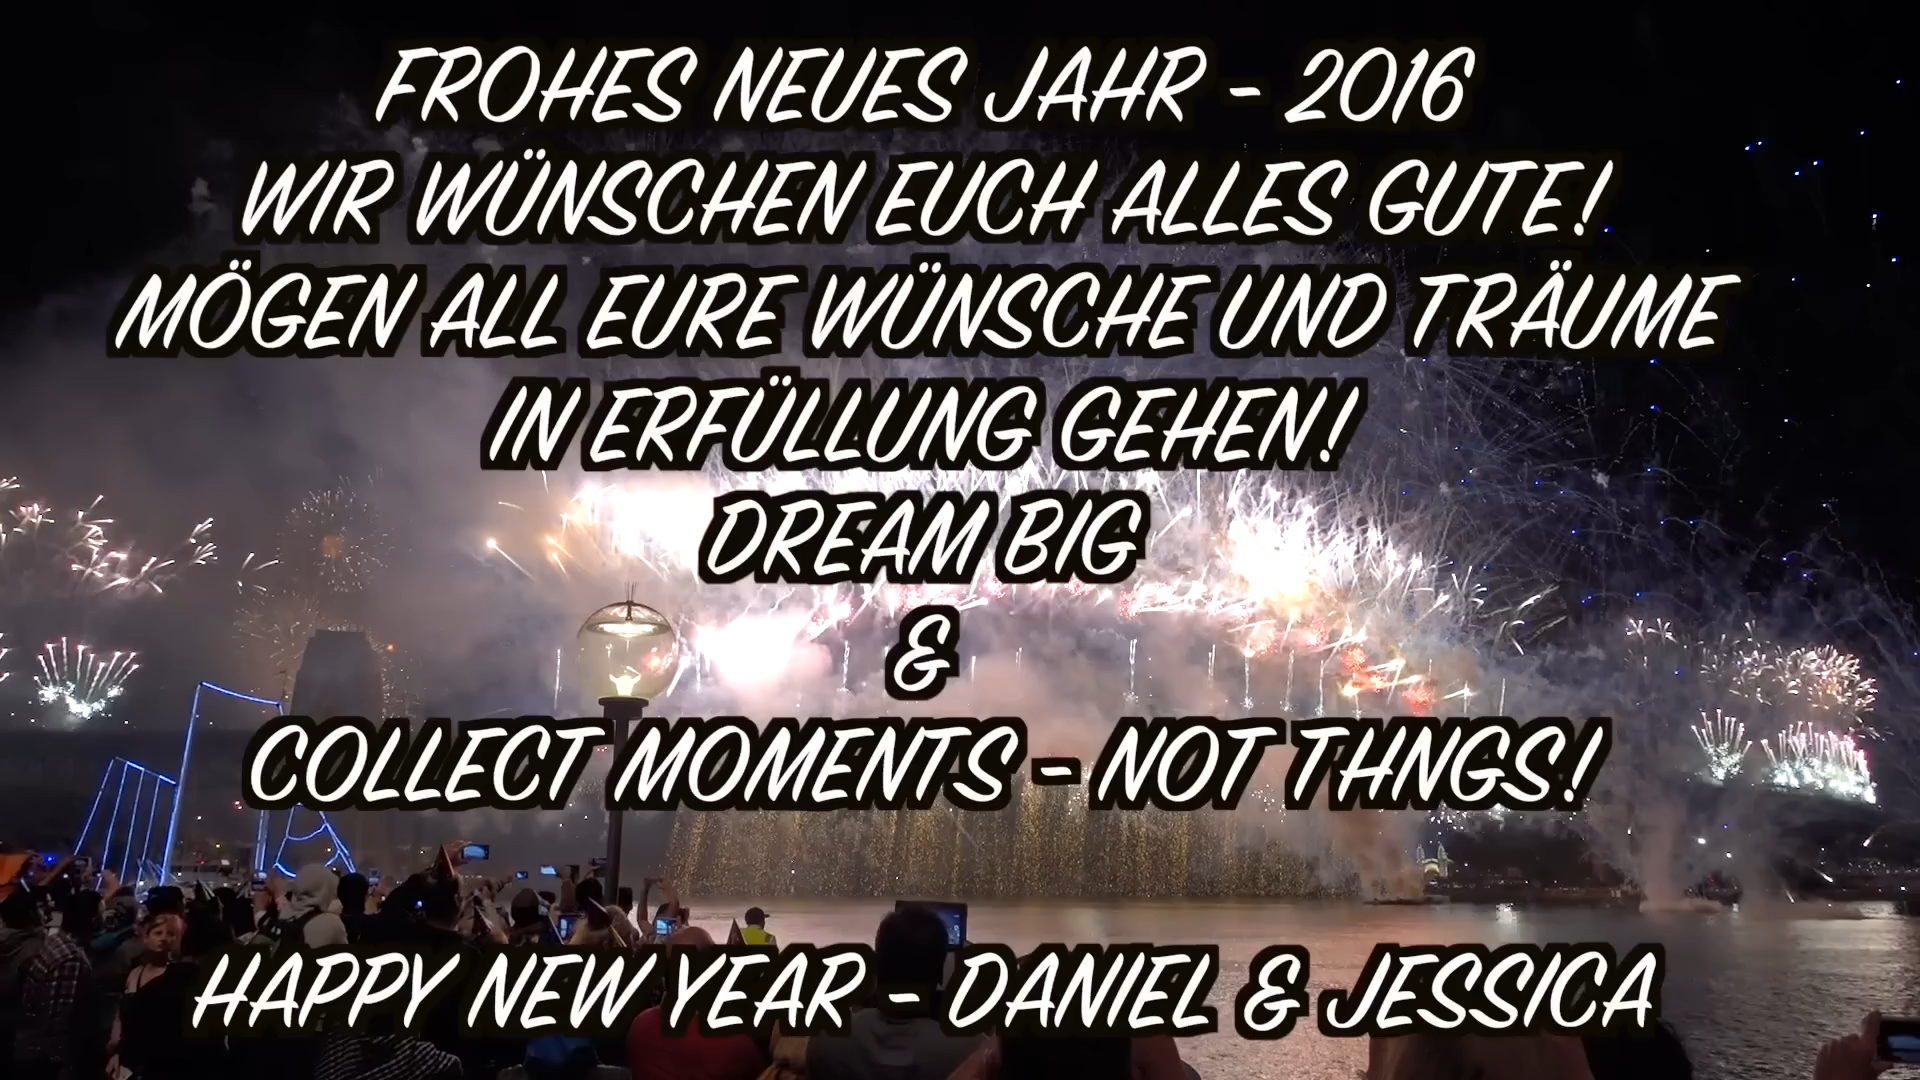 FROHES NEUES JAHR - 2016
WIR WÜNSCHEN EUCH ALLES GUTE!
MÖGEN ALL EURE WÜNSCHE UND TRÄUME
IN ERFÜLLUNG GEHEN!
DREAM BIG
&
COLLECT MOMENTS - NOT THNGS!
HAPPY NEW YEAR - DANIEL & JESSICA